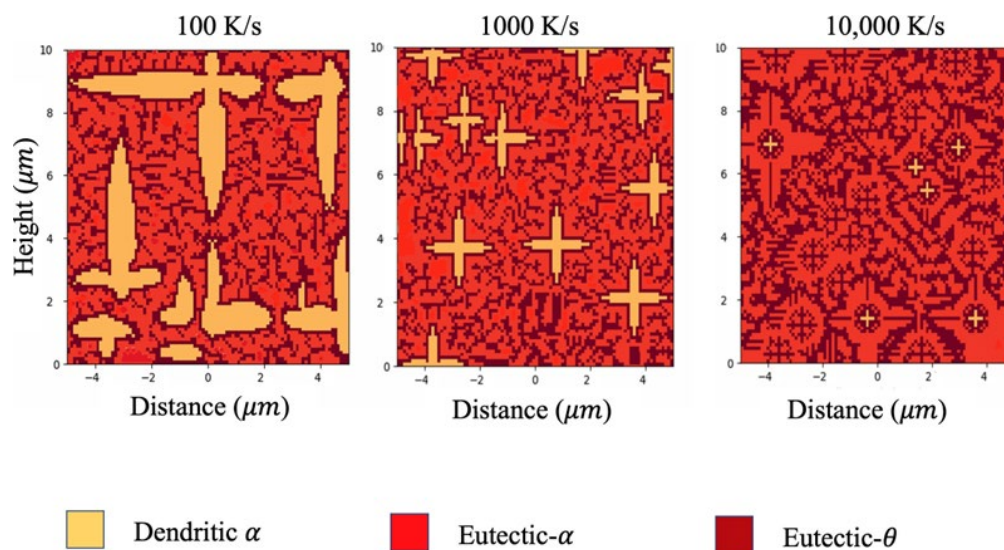 100 K/s 1000 K/s 10,000 K/s
10 10 10
8 8 8
6 6 6
4 4 4
2 2 2
0 0 0
Height (μm)
−4 −2 0 2 4 −4 −2 0 2 4 −4 −2 0 2 4
Distance (μm) Distance (μm) Distance (μm)
Dendritic α Eutectic-α Eutectic-θ